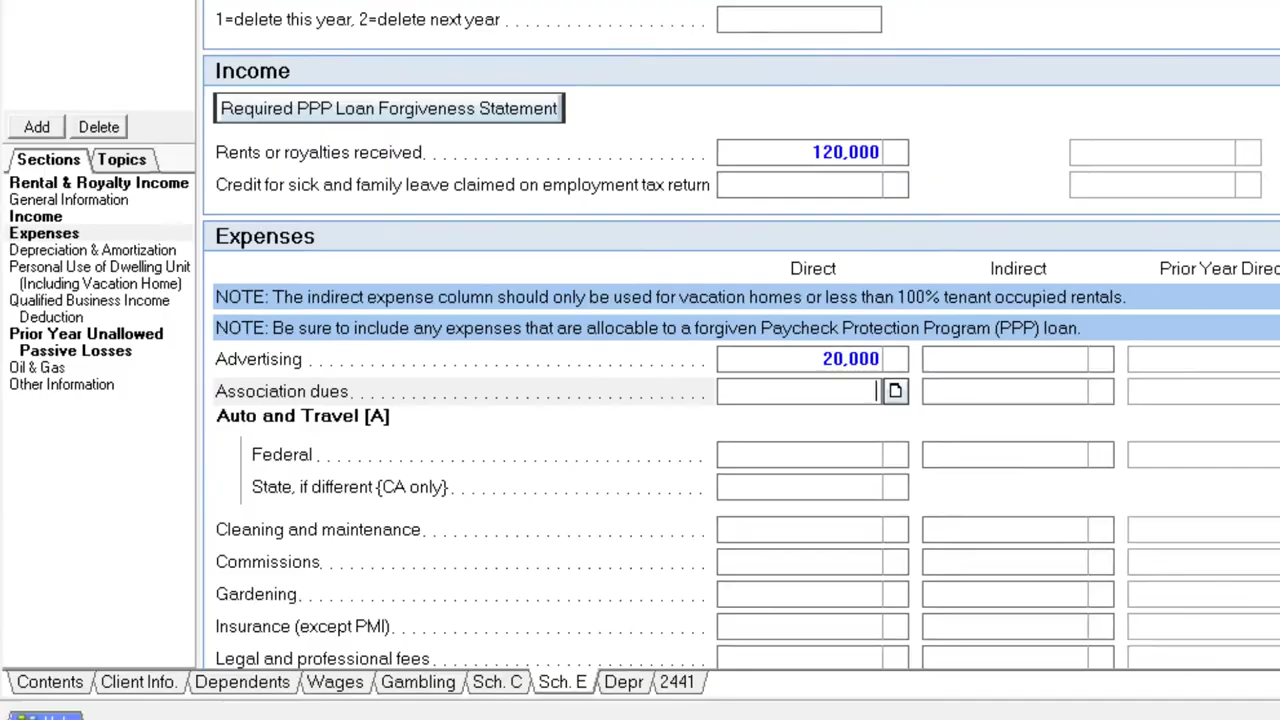 1=delete this year, 2=delete next year
Income
Required PPP Loan Forgiveness Statement
Add Delete
Rents or royalties received 120,000
Sections Topics
Credit for sick and family leave claimed on employment tax return
Rental & Royalty Income
General Information
Income
Expenses
Depreciation & Amortization
Personal Use of Dwelling Unit
(Including Vacation Home)
Qualified Business Income
Deduction
Prior Year Unallowed
Passive Losses
Oil & Gas
Other Information
Expenses
Direct Indirect Prior Year Direc
NOTE: The indirect expense column should only be used for vacation homes or less than 100% tenant occupied rentals.
NOTE: Be sure to include any expenses that are allocable to a forgiven Paycheck Protection Program (PPP) loan.
Advertising 20,000
Association dues
Auto and Travel [A]
Federal
State, if different {CA only}
Cleaning and maintenance
Commissions
Gardening
Insurance (except PMI)
Legal and professional fees
Contents Client Info. Dependents Wages Gambling Sch. C Sch. E Depr 2441